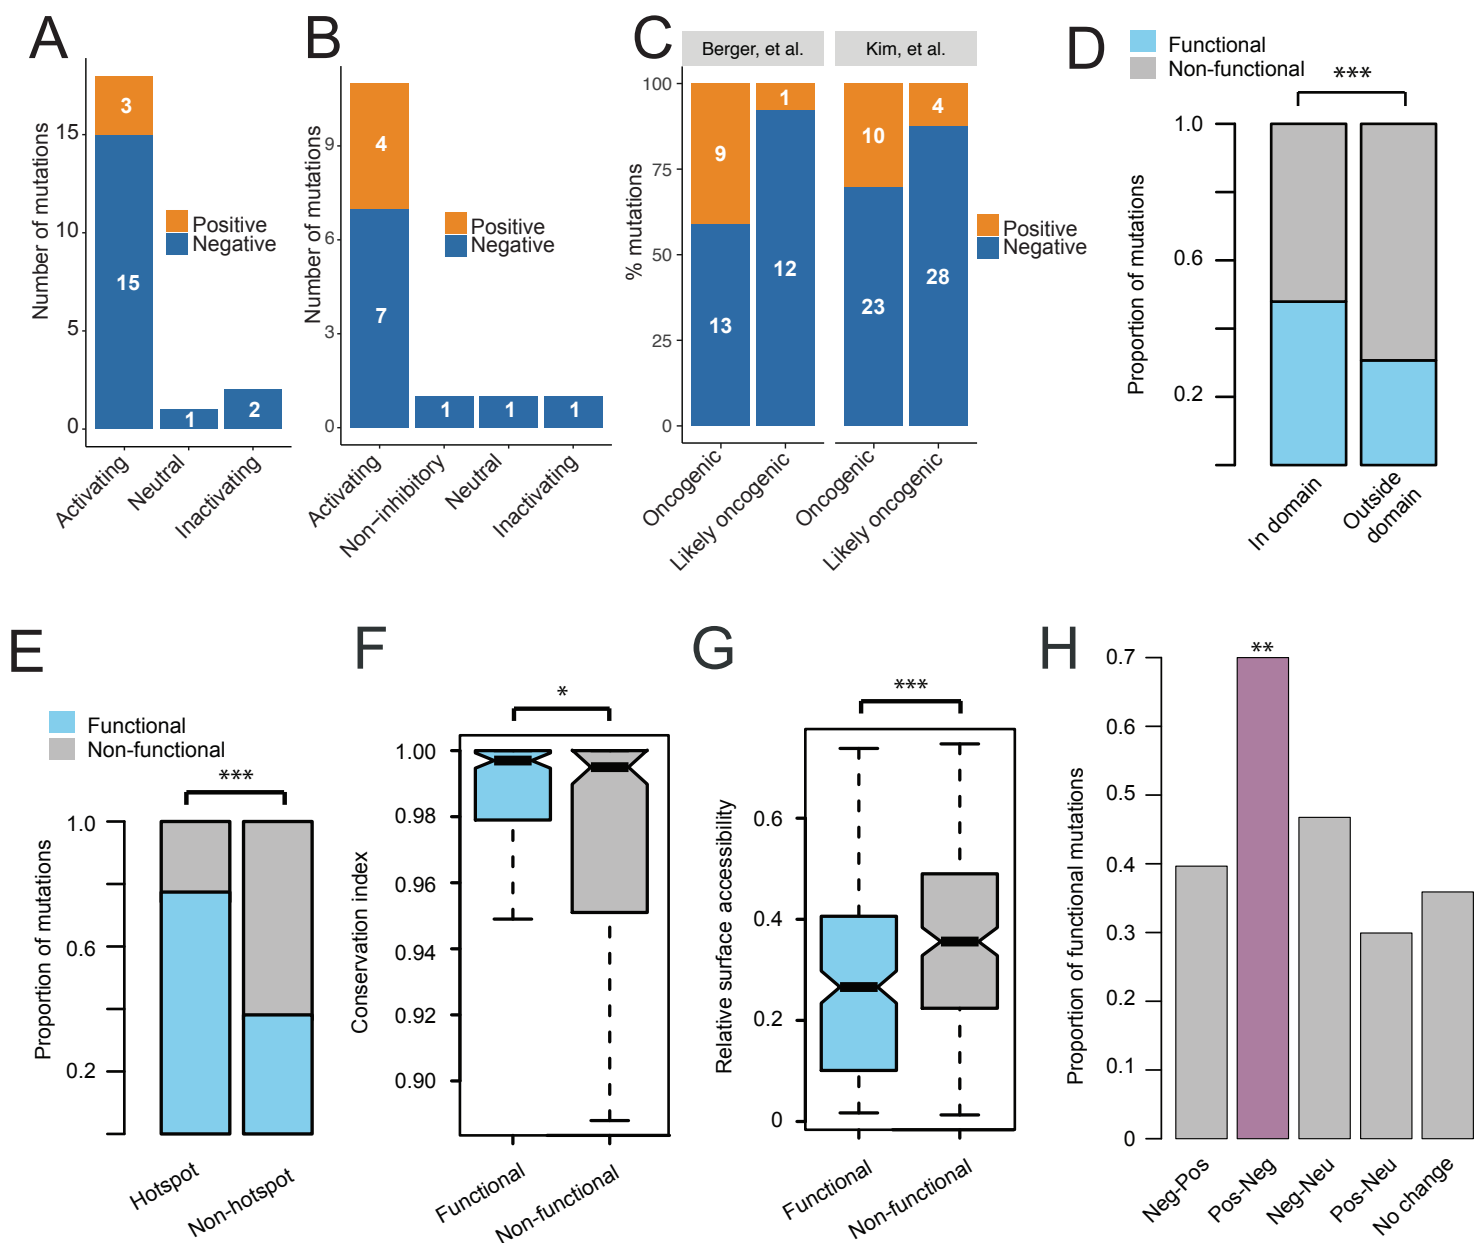 A
Number of mutations
15
10
5
0
3
15
1
2
Positive
Negative
Activating
Neutral
Inactivating
B
Number of mutations
9
6
3
0
4
7
1
1
1
Positive
Negative
Activating
Non−inhibitory
Neutral
Inactivating
C
Berger, et al.
Kim, et al.
% mutations
100
75
50
25
0
9
13
1
12
10
23
4
28
Positive
Negative
Oncogenic
Likely oncogenic
Oncogenic
Likely oncogenic
D
Functional
Non-functional
***
Proportion of mutations
1.0
0.6
0.2
In domain
Outside
domain
E
Functional
Non-functional
***
Proportion of mutations
1.0
0.6
0.2
Hotspot
Non-hotspot
F
*
Conservation index
1.00
0.98
0.96
0.94
0.92
0.90
Functional
Non-functional
G
***
Relative surface accessibility
0.6
0.4
0.2
0
Functional
Non-functional
H
**
Proportion of functional mutations
0.7
0.6
0.5
0.4
0.3
0.2
0.1
0
Neg-Pos
Pos-Neg
Neg-Neu
Pos-Neu
No change